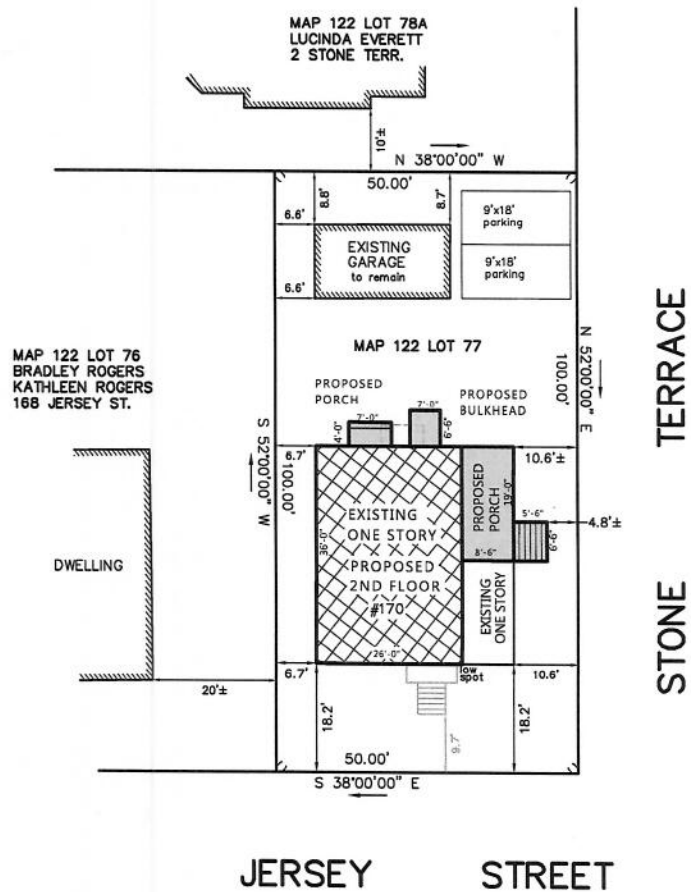 MAP 122 LOT 78A
LUCINDA EVERETT
2 STONE TERR.
10'±
N 38°00'00" W
50.00'
8.8'
8.7'
6.6'
9'x18'
parking
EXISTING
GARAGE
to remain
9'x18'
parking
6.6'
N 52°00'00" E
100.00'
TERRACE
MAP 122 LOT 77
MAP 122 LOT 76
BRADLEY ROGERS
KATHLEEN ROGERS
168 JERSEY ST.
PROPOSED
PORCH
PROPOSED
BULKHEAD
7'-0"
7'-0"
4'-0"
6'-6"
S 52°00'00" W
100.00'
6.7'
10.6'±
PROPOSED
PORCH
19'-0"
5'-6"
4.8'±
6'-6"
8'-6"
EXISTING
ONE STORY
36'-0"
PROPOSED
2ND FLOOR
#170
26'-0"
EXISTING
ONE STORY
DWELLING
STONE
low
spot
6.7'
10.6'
20'±
18.2'
9.7'
18.2'
50.00'
S 38°00'00" E
JERSEY STREET